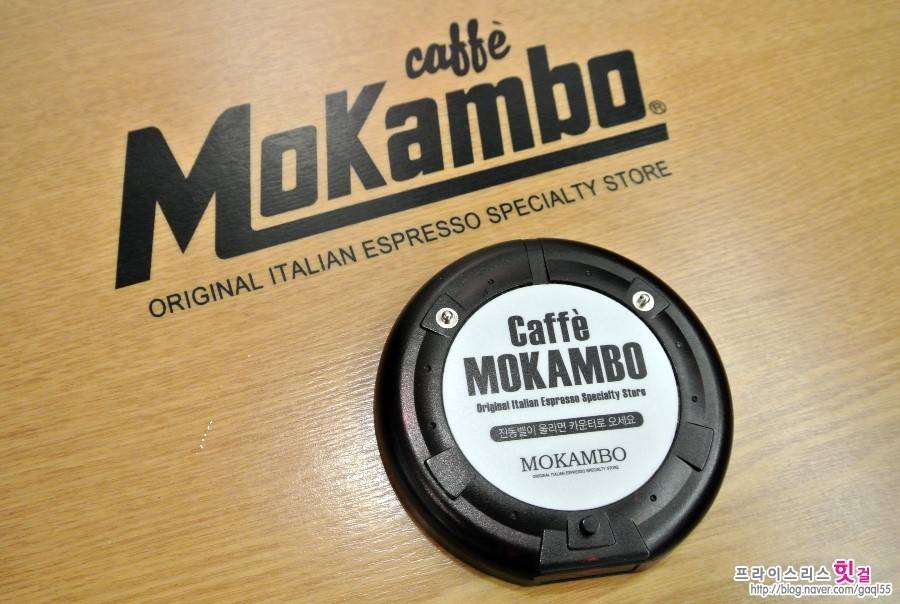 caffè
Mokambo®
ORIGINAL ITALIAN ESPRESSO SPECIALTY STORE
Caffè
MOKAMBO
Original Italian Espresso Specialty Store
진동벨이 울리면 카운터로 오세요
MOKAMBO
ORIGINAL ITALIAN ESPRESSO SPECIALTY STORE
프라이스리스힛걸
http://blog.naver.com/gaql55